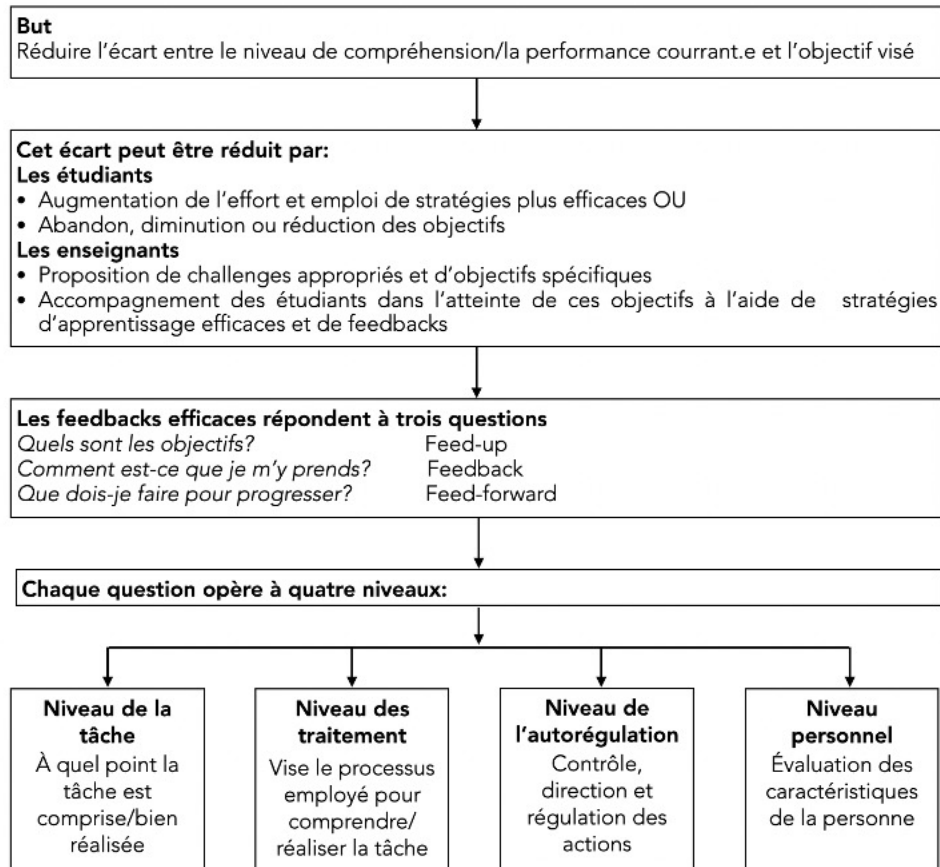 But
Réduire l'écart entre le niveau de compréhension/la performance courrant.e et l'objectif visé
Cet écart peut être réduit par:
Les étudiants
• Augmentation de l'effort et emploi de stratégies plus efficaces OU
• Abandon, diminution ou réduction des objectifs
Les enseignants
• Proposition de challenges appropriés et d'objectifs spécifiques
• Accompagnement des étudiants dans l'atteinte de ces objectifs à l'aide de stratégies
d'apprentissage efficaces et de feedbacks
Les feedbacks efficaces répondent à trois questions
Quels sont les objectifs? Feed-up
Comment est-ce que je m'y prends? Feedback
Que dois-je faire pour progresser? Feed-forward
Chaque question opère à quatre niveaux:
Niveau de la
tâche
À quel point la
tâche est
comprise/bien
réalisée
Niveau des
traitement
Vise le processus
employé pour
comprendre/
réaliser la tâche
Niveau de
l'autorégulation
Contrôle,
direction et
régulation des
actions
Niveau
personnel
Évaluation des
caractéristiques
de la personne